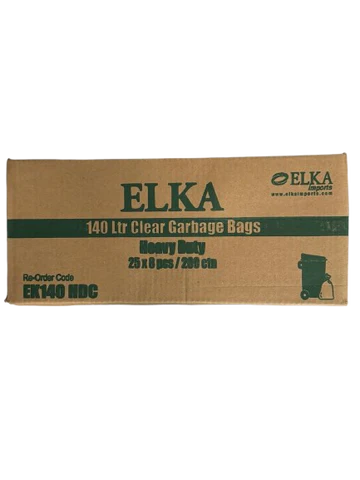 ELKA
imports
www.elkaimports.com
ELKA
140 Ltr Clear Garbage Bags
Heavy Duty
25 x 8 pcs / 200 ctn
Re-Order Code
EK140 HDC